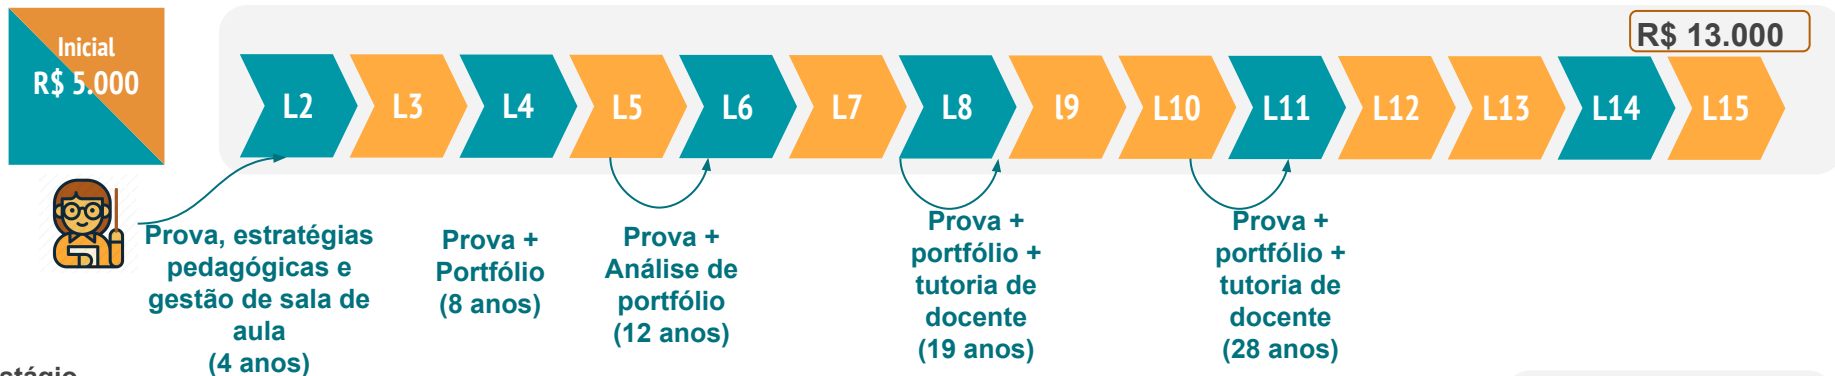 Inicial
R$ 5.000
R$ 13.000
L2
L3
L4
L5
L6
L7
L8
l9
L10
L11
L12
L13
L14
L15
Prova, estratégias
pedagógicas e
gestão de sala de
aula
(4 anos)
Prova +
Portfólio
(8 anos)
Prova +
Análise de
portfólio
(12 anos)
Prova +
portfólio +
tutoria de
docente
(19 anos)
Prova +
portfólio +
tutoria de
docente
(28 anos)